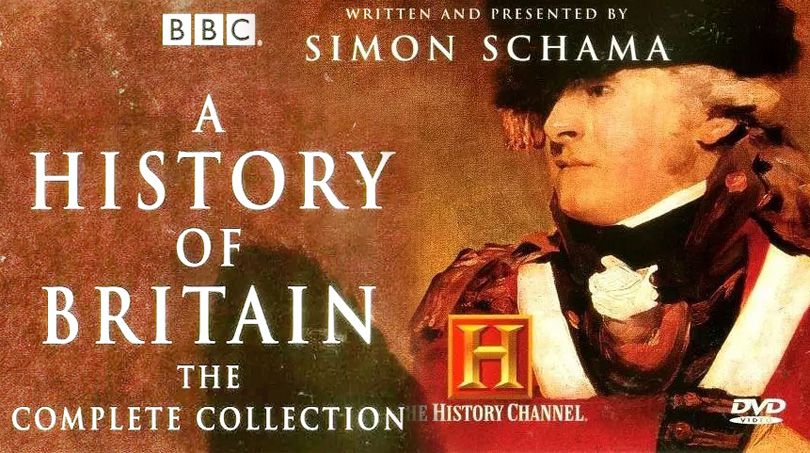 BBC.
WRITTEN AND PRESENTED BY
SIMON SCHAMA
A
HISTORY
OF
BRITAIN
THE
COMPLETE COLLECTION
H
THE HISTORY CHANNEL.
DVD
VIDEO